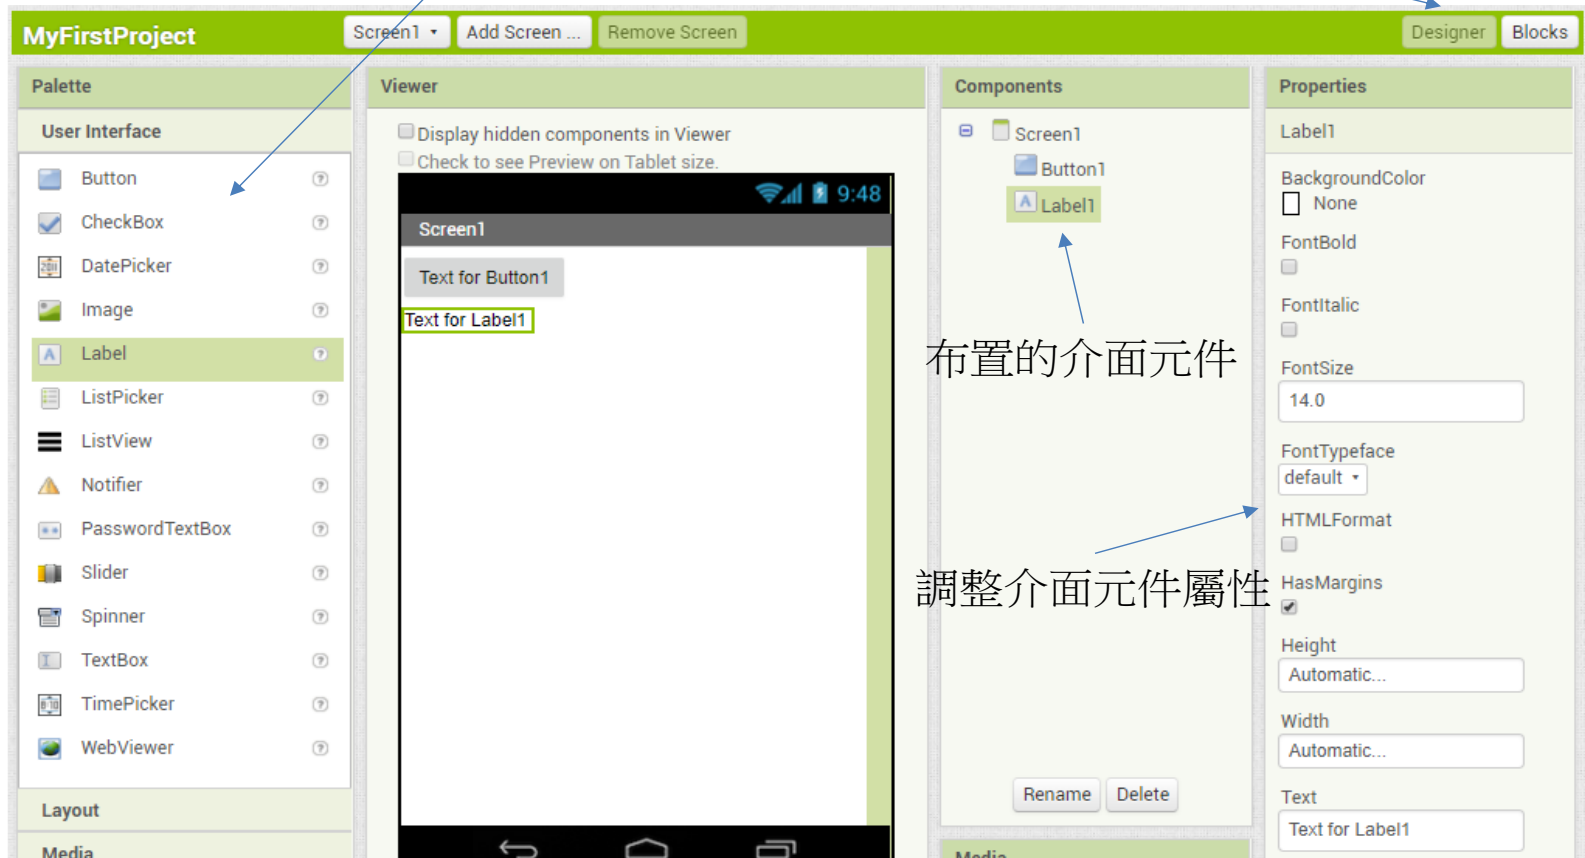 MyFirstProject
Screen1
Add Screen ...
Remove Screen
Designer
Blocks
Palette
User Interface
Button
CheckBox
DatePicker
Image
Label
ListPicker
ListView
Notifier
PasswordTextBox
Slider
Spinner
TextBox
TimePicker
WebViewer
Layout
Media
Viewer
Display hidden components in Viewer
Check to see Preview on Tablet size.
9:48
Screen1
Text for Button1
Text for Label1
Components
Screen1
Button1
Label1
布置的介面元件
調整介面元件屬性
Rename
Delete
Media
Properties
Label1
BackgroundColor
None
FontBold
FontItalic
FontSize
14.0
FontTypeface
default
HTMLFormat
HasMargins
Height
Automatic...
Width
Automatic...
Text
Text for Label1